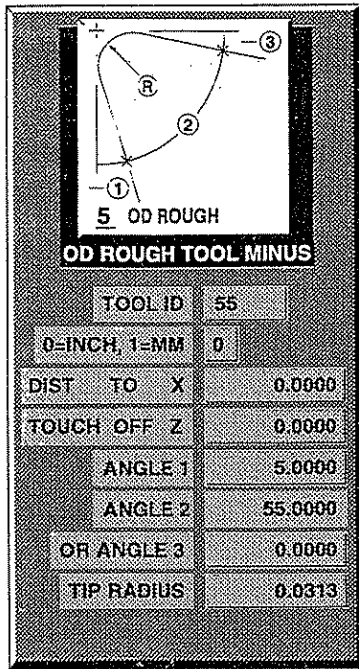 ③
R
②
①
5 OD ROUGH
OD ROUGH TOOL MINUS
TOOL ID 55
0=INCH, 1=MM 0
DIST TO X 0.0000
TOUCH OFF Z 0.0000
ANGLE 1 5.0000
ANGLE 2 55.0000
OR ANGLE 3 0.0000
TIP RADIUS 0.0313